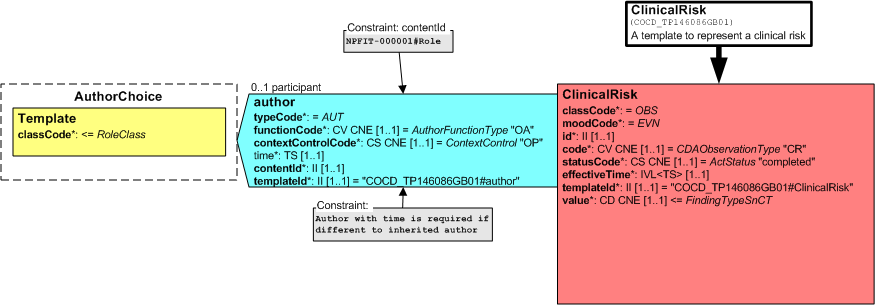 ClinicalRisk
(COCD_TP146086GB01)
A template to represent a clinical risk
Constraint: contentId
NPFIT-000001#Role
AuthorChoice
Template
classCode*: <= RoleClass
0..1 participant
author
typeCode*: = AUT
functionCode*: CV CNE [1..1] = AuthorFunctionType "OA"
contextControlCode*: CS CNE [1..1] = ContextControl "OP"
time*: TS [1..1]
contentId*: II [1..1]
templateId*: II [1..1] = "COCD_TP146086GB01#author"
Constraint:
Author with time is required if
different to inherited author
ClinicalRisk
classCode*: = OBS
moodCode*: = EVN
id*: II [1..1]
code*: CV CNE [1..1] = CDAObservationType "CR"
statusCode*: CS CNE [1..1] = ActStatus "completed"
effectiveTime*: IVL<TS> [1..1]
templateId*: II [1..1] = "COCD_TP146086GB01#ClinicalRisk"
value*: CD CNE [1..1] <= FindingTypeSnCT